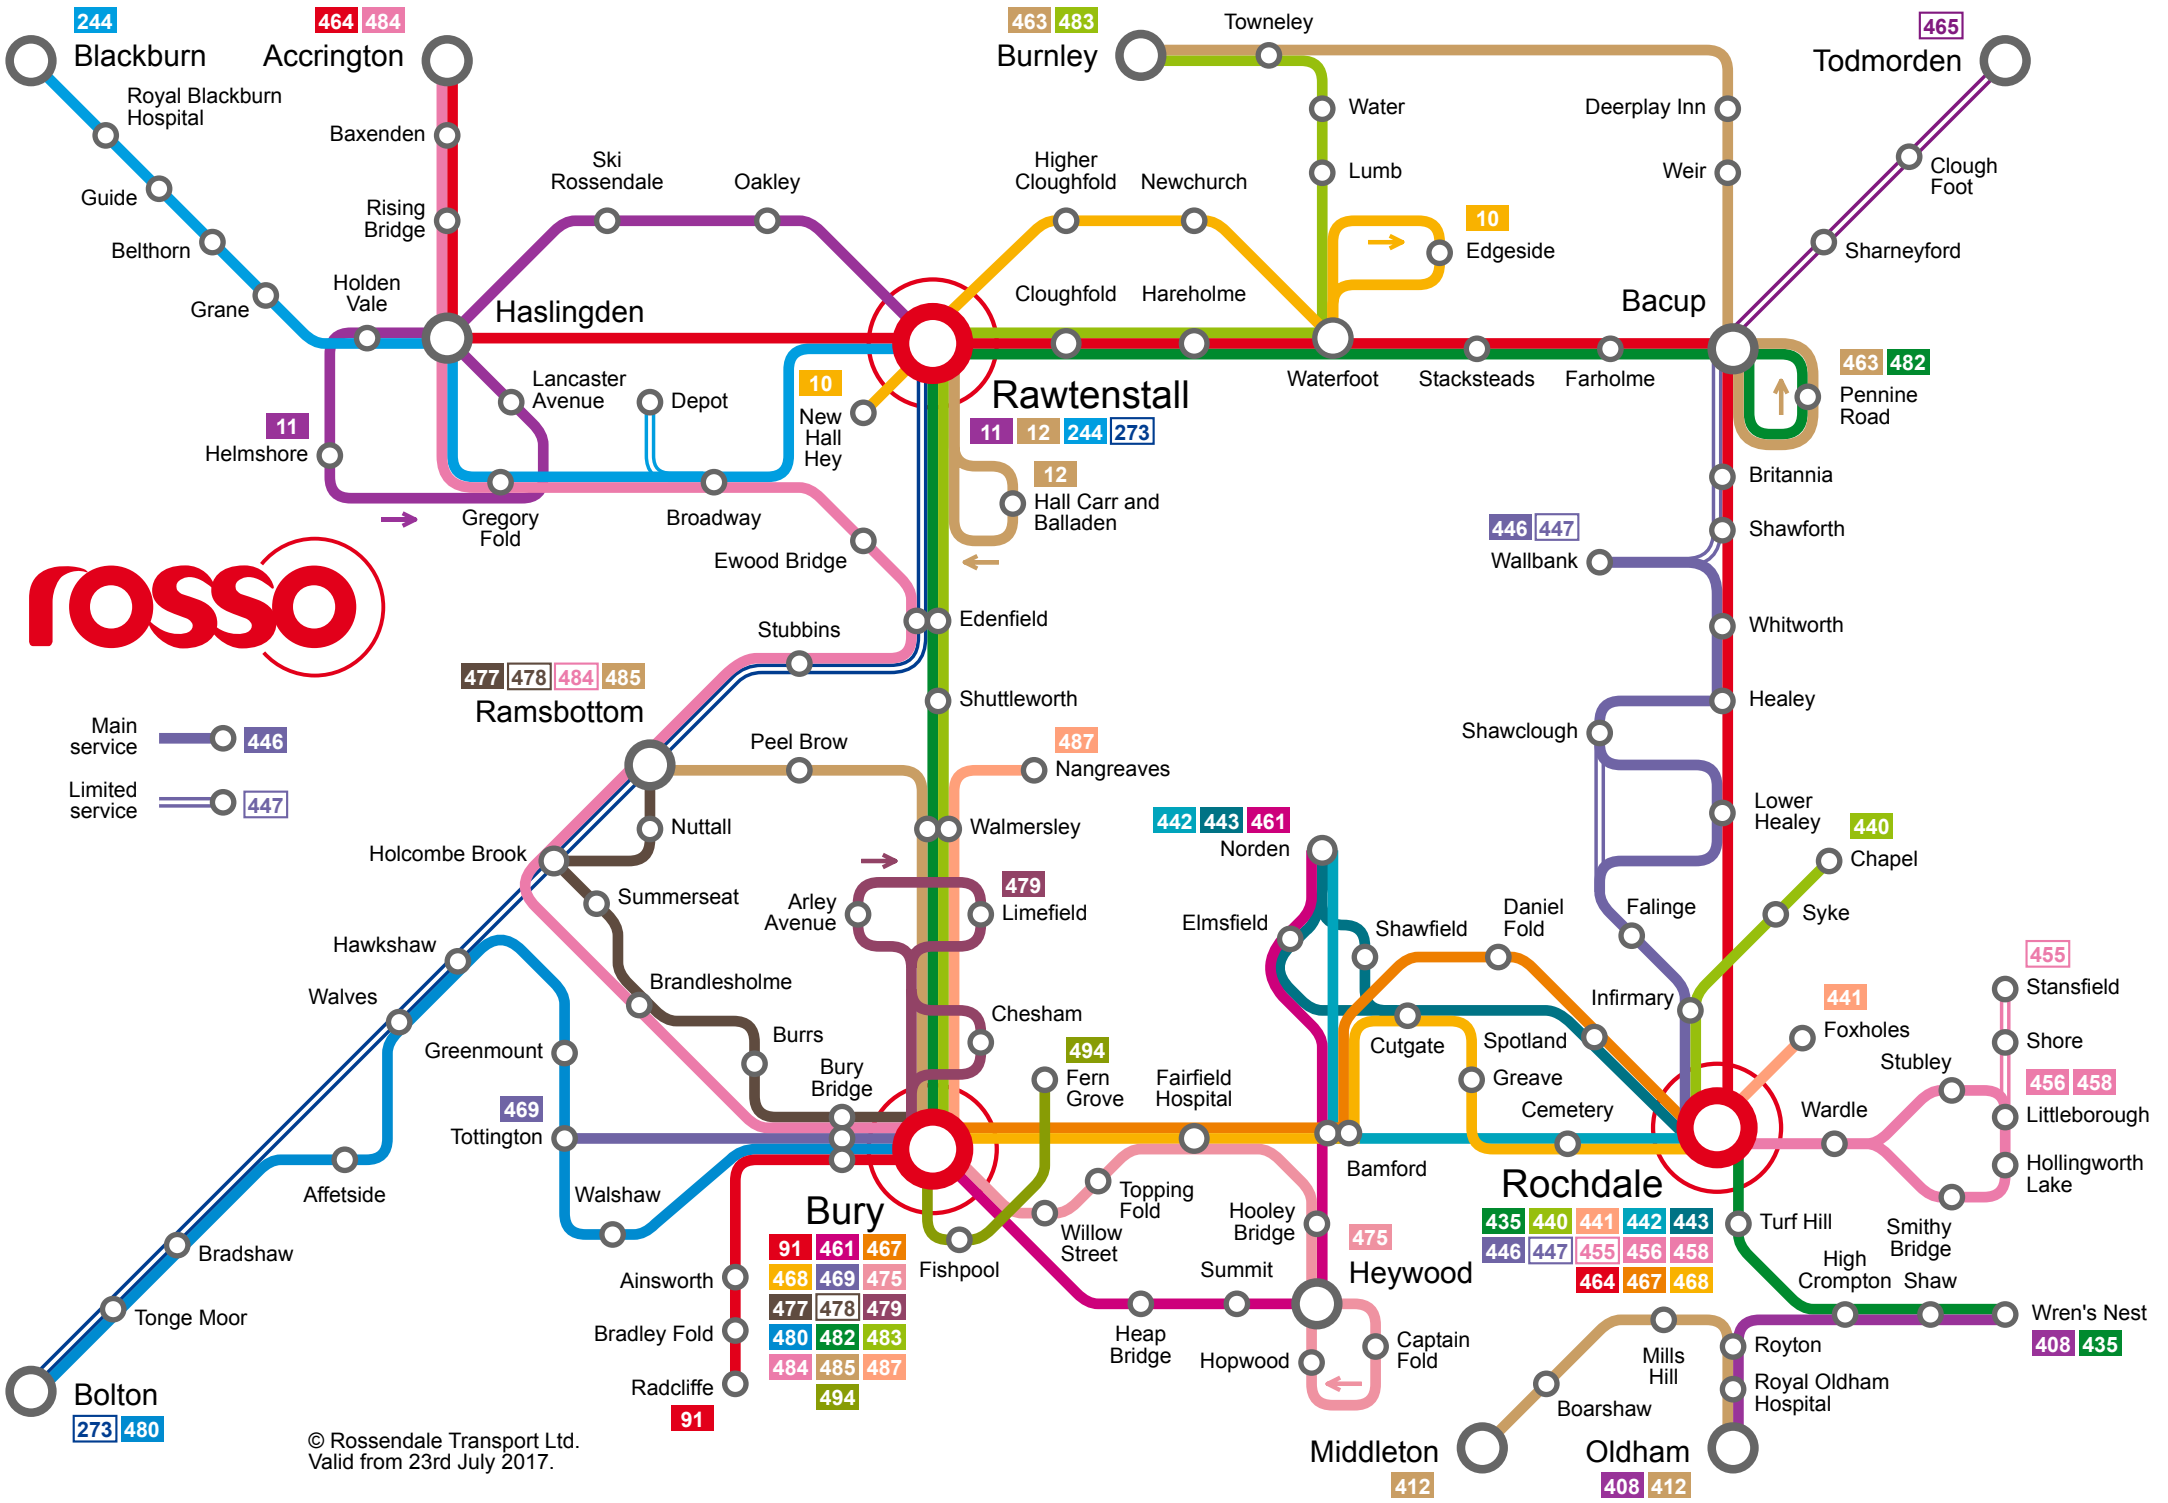 244
Blackburn
464 484
Accrington
463 483
Burnley
Towneley
465
Todmorden
Royal Blackburn
Hospital
Baxenden
Water
Deerplay Inn
Clough
Foot
Guide
Rising
Bridge
Ski
Rossendale
Oakley
Higher
Cloughfold
Newchurch
Lumb
Weir
Belthorn
10
Edgeside
Sharneyford
Grane
Holden
Vale
Haslingden
Cloughfold
Hareholme
Bacup
Lancaster
Avenue
Depot
10
New
Hall
Hey
Rawtenstall
11 12 244 273
Waterfoot
Stacksteads
Farholme
463 482
Pennine
Road
11
Helmshore
12
Hall Carr and
Balladen
Britannia
Gregory
Fold
Broadway
Ewood Bridge
446 447
Wallbank
Shawforth
rosso
Stubbins
Edenfield
Whitworth
477 478 484 485
Ramsbottom
Shuttleworth
Healey
Main
service
446
Peel Brow
487
Nangreaves
Shawclough
Limited
service
447
Nuttall
Walmersley
442 443 461
Norden
Lower
Healey
440
Chapel
Holcombe Brook
Summerseat
Arley
Avenue
479
Limefield
Elmsfield
Shawfield
Daniel
Fold
Falinge
Syke
Hawkshaw
455
Stansfield
Walves
Brandlesholme
Chesham
Infirmary
441
Foxholes
Greenmount
Burrs
494
Fern
Grove
Cutgate
Spotland
Shore
Bury
Bridge
Fairfield
Hospital
Greave
Stubley
456 458
Littleborough
469
Tottington
Cemetery
Wardle
Affetside
Walshaw
Bamford
Hollingworth
Lake
Topping
Fold
Rochdale
435 440 441 442 443
446 447 455 456 458
464 467 468
Bury
91 461 467
468 469 475
477 478 479
480 482 483
484 485 487
494
Willow
Street
Hooley
Bridge
Turf Hill
Smithy
Bridge
Bradshaw
Fishpool
475
Heywood
Summit
High
Crompton
Shaw
Ainsworth
Tonge Moor
Bradley Fold
Heap
Bridge
Hopwood
Captain
Fold
Mills
Hill
Royton
Wren's Nest
408 435
Radcliffe
91
Bolton
273 480
Boarshaw
Royal Oldham
Hospital
© Rossendale Transport Ltd.
Valid from 23rd July 2017.
Middleton
412
Oldham
408 412